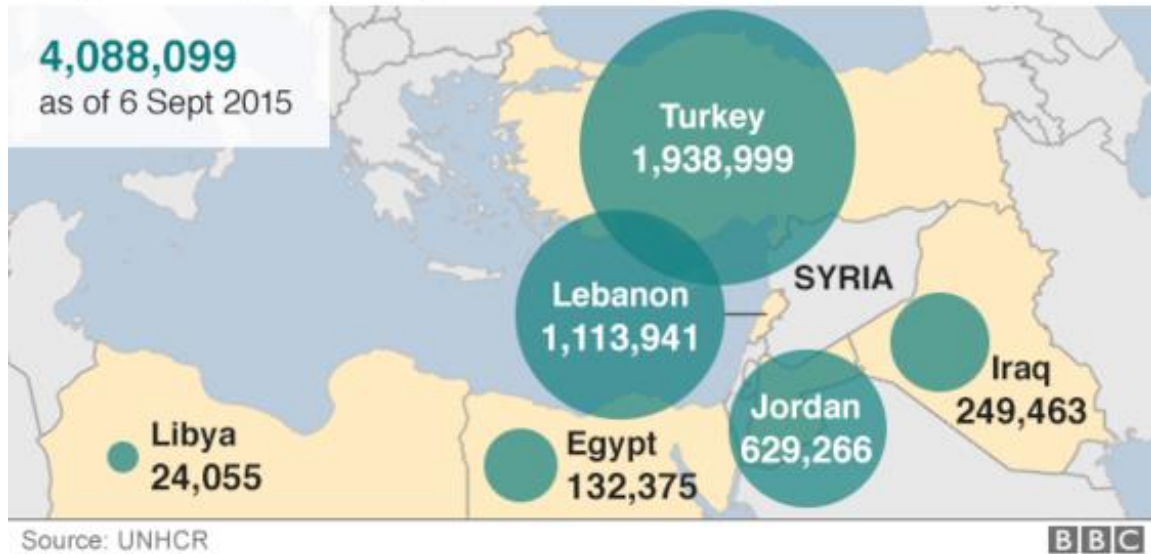 4,088,099
as of 6 Sept 2015
Turkey
1,938,999
SYRIA
Lebanon
1,113,941
Iraq
249,463
Jordan
629,266
Libya
24,055
Egypt
132,375
Source: UNHCR
BBC